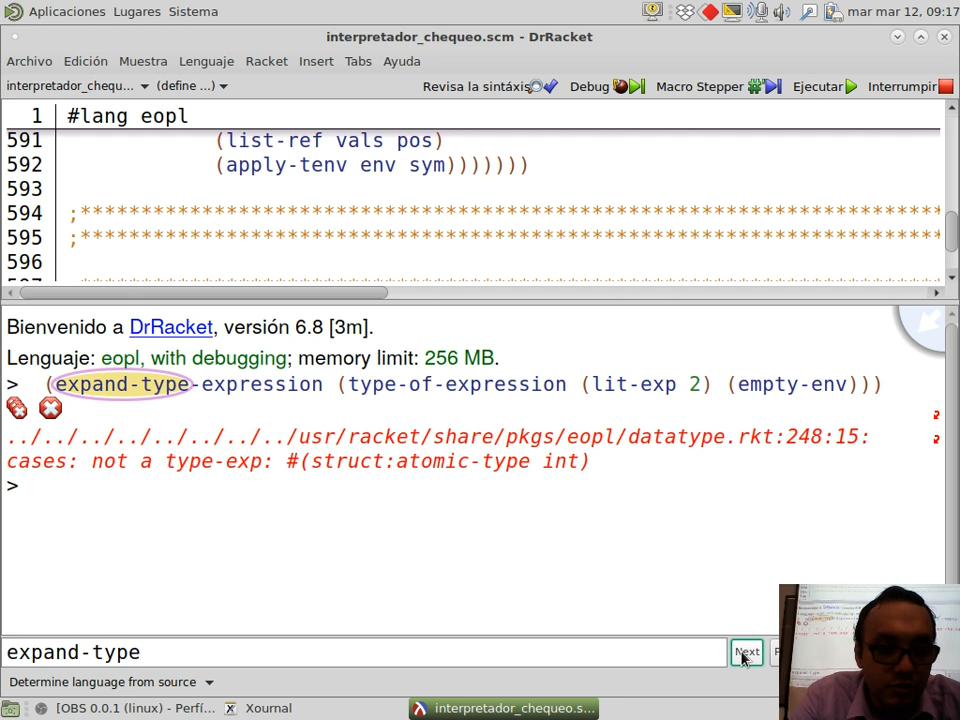 Aplicaciones Lugares Sistema
mar mar 12, 09:17
interpretador_chequeo.scm - DrRacket
Archivo Edición Muestra Lenguaje Racket Insert Tabs Ayuda
interpretador_chequ... (define ...) Revisa la sintáxis Debug Macro Stepper Ejecutar Interrumpir
1 #lang eopl
591 (list-ref vals pos)
592 (apply-tenv env sym)))))))
593
594 ;************************************************************************
595 ;************************************************************************
596
Bienvenido a DrRacket, versión 6.8 [3m].
Lenguaje: eopl, with debugging; memory limit: 256 MB.
> (expand-type-expression (type-of-expression (lit-exp 2) (empty-env)))
../../../../../../../../usr/racket/share/pkgs/eopl/datatype.rkt:248:15:
cases: not a type-exp: #(struct:atomic-type int)
>
expand-type Next
Determine language from source
[OBS 0.0.1 (linux) - Perfí... Xournal interpretador_chequeo.s...